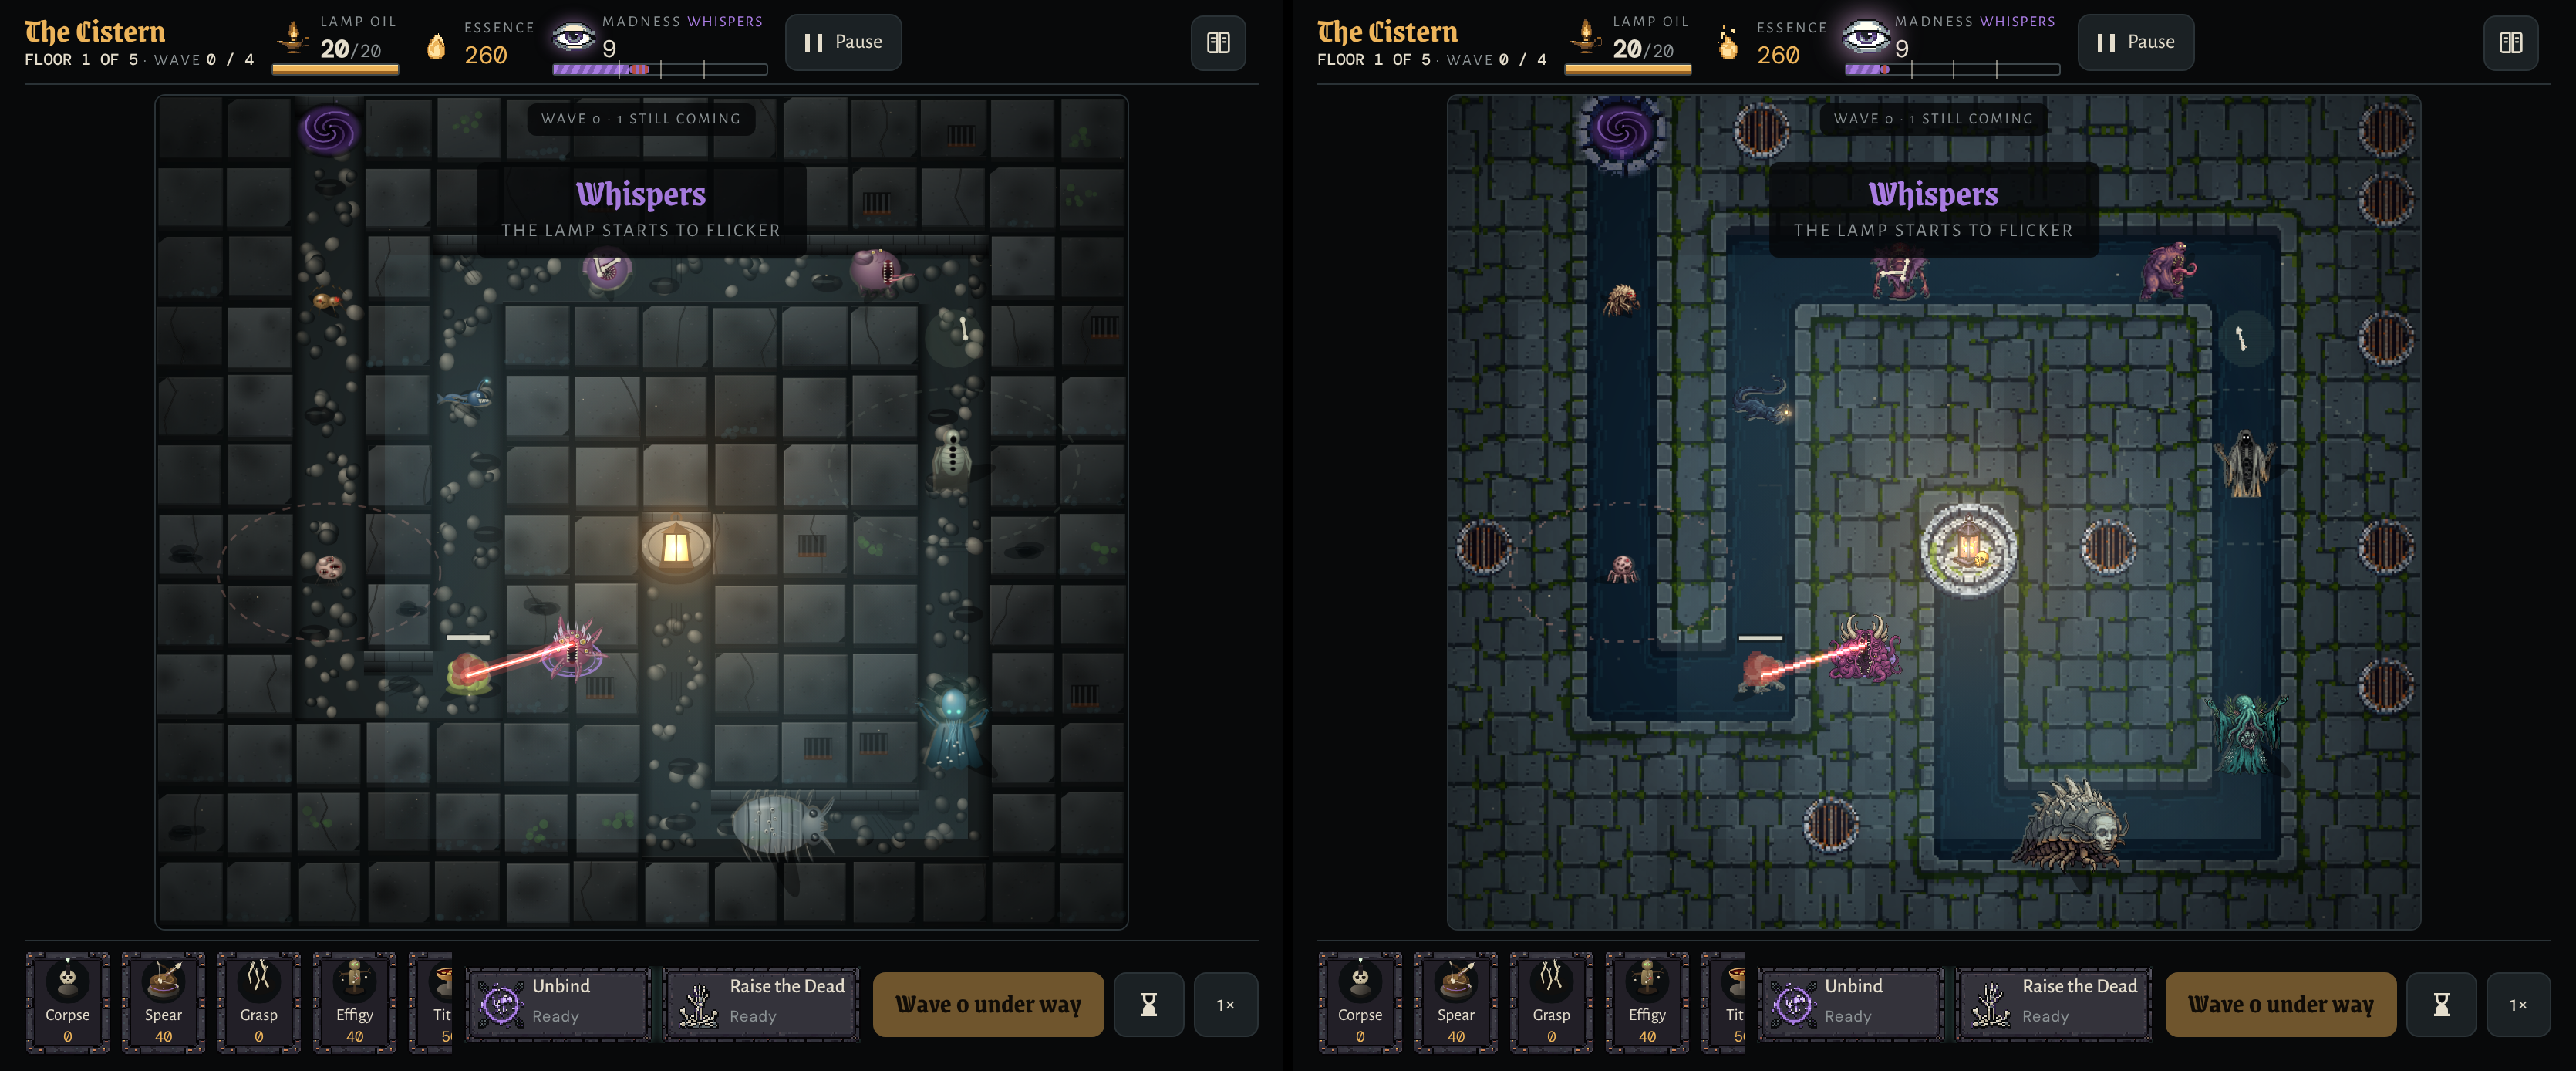 The Cistern
FLOOR 1 OF 5 · WAVE 0 / 4
LAMP OIL
20/20
ESSENCE
260
MADNESS WHISPERS
9
Pause
WAVE 0 · 1 STILL COMING
Whispers
THE LAMP STARTS TO FLICKER
Corpse
0
Spear
40
Grasp
0
Effigy
40
Tit
50
Unbind
Ready
Raise the Dead
Ready
Wave 0 under way
1×
The Cistern
FLOOR 1 OF 5 · WAVE 0 / 4
LAMP OIL
20/20
ESSENCE
260
MADNESS WHISPERS
9
Pause
WAVE 0 · 1 STILL COMING
Whispers
THE LAMP STARTS TO FLICKER
Corpse
0
Spear
40
Grasp
0
Effigy
40
Tit
50
Unbind
Ready
Raise the Dead
Ready
Wave 0 under way
1×